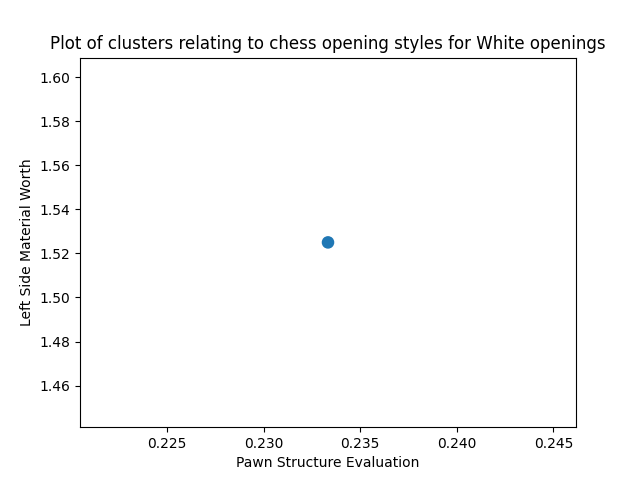 Plot of clusters relating to chess opening styles for White openings
1.60
1.58
1.56
1.54
1.52
1.50
1.48
1.46
Left Side Material Worth
0.225 0.230 0.235 0.240 0.245
Pawn Structure Evaluation